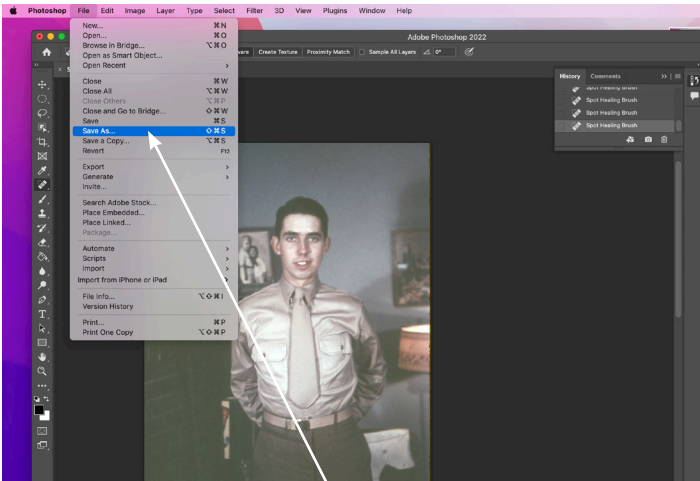 Photoshop File Edit Image Layer Type Select Filter 3D View Plugins Window Help
Adobe Photoshop 2022
Create Texture Proximity Match Sample All Layers 0°
New... ⌘N
Open... ⌘O
Browse in Bridge... ⌥⌘O
Open as Smart Object...
Open Recent >
Close ⌘W
Close All ⌥⌘W
Close Others ⌥⌘P
Close and Go to Bridge... ⇧⌘W
Save ⌘S
Save As... ⇧⌘S
Save a Copy... ⌥⌘S
Revert F12
Export >
Generate >
Invite...
Search Adobe Stock...
Place Embedded...
Place Linked...
Package...
Automate >
Scripts >
Import >
Import from iPhone or iPad
File Info... ⌥⇧⌘I
Version History
Print... ⌘P
Print One Copy ⌥⇧⌘P
History Comments >>
Spot Healing Brush
Spot Healing Brush
Spot Healing Brush
T